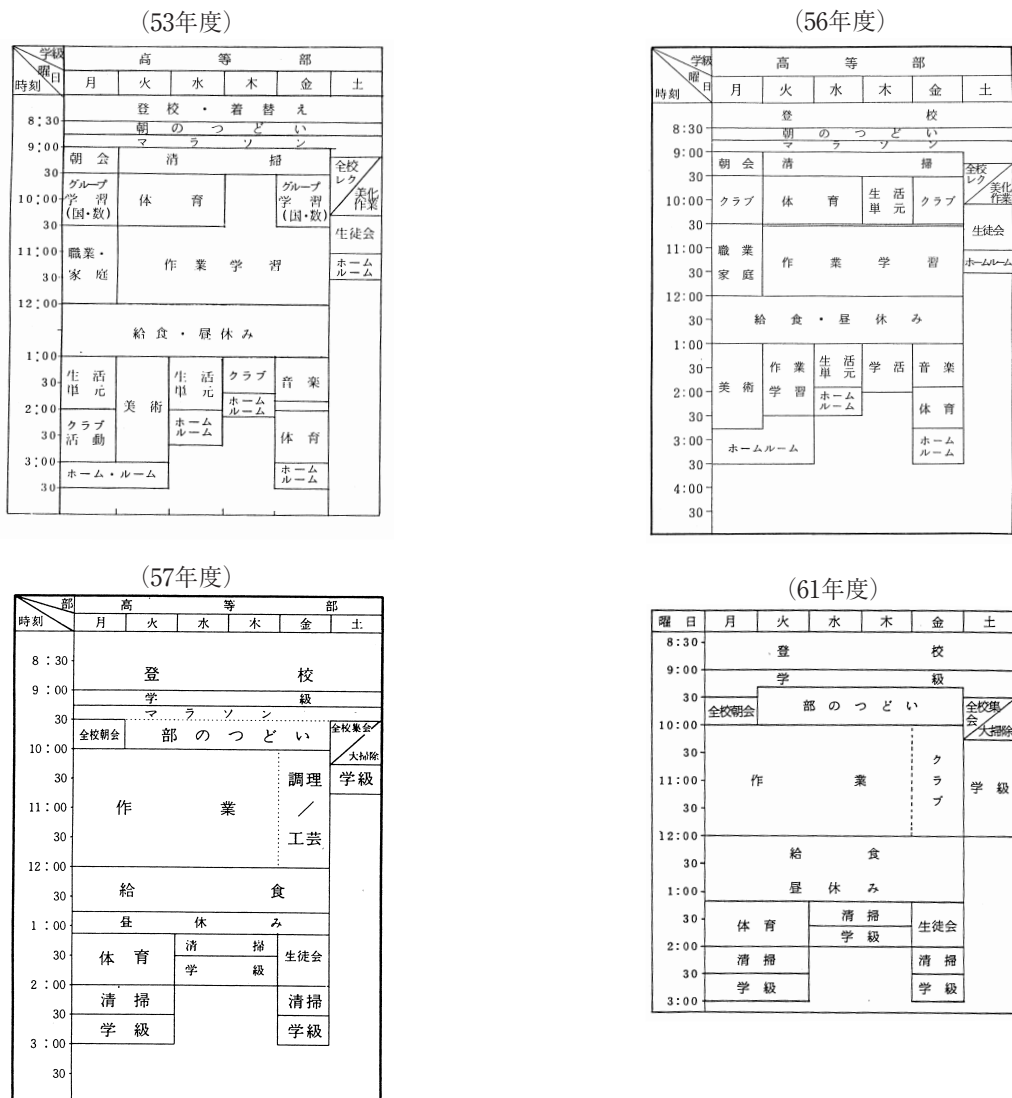 (53年度)
学級
高等部
曜日
時刻
月 火 水 木 金 土
登校・着替え
8:30
朝のつどい
マラソン
9:00
朝会 清掃
30
全校レク
美化作業
グループ学習(国・数)
体育
グループ学習(国・数)
10:00
30
生徒会
11:00
職業・家庭
作業学習
ホームルーム
30
12:00
給食・昼休み
1:00
生活単元
美術
生活単元
クラブ
音楽
30
ホームルーム
2:00
クラブ活動
ホームルーム
体育
30
3:00
ホーム・ルーム
ホームルーム
30
(56年度)
学級
高等部
曜日
時刻
月 火 水 木 金 土
登校
8:30
朝のつどい
マラソン
9:00
朝会 清掃
30
全校レク
美化作業
クラブ 体育 生活単元 クラブ
10:00
30
生徒会
11:00
職業家庭
作業学習
ホームルーム
30
12:00
30
給食・昼休み
1:00
美術
作業学習
生活単元
学活
音楽
30
2:00
ホームルーム
体育
30
3:00
ホームルーム
ホームルーム
30
4:00
30
(57年度)
部
高等部
時刻
月 火 水 木 金 土
8:30
登校
9:00
学級
マラソン
30
全校朝会 部のつどい
全校集会
大掃除
10:00
30
作業
調理/工芸
学級
11:00
30
12:00
30
給食
1:00
昼休み
体育
清掃
学級
生徒会
30
2:00
清掃 清掃
30
学級 学級
3:00
30
(61年度)
曜日 月 火 水 木 金 土
8:30
登校
9:00
学級
30
全校朝会 部のつどい
全校集会
大掃除
10:00
30
作業
クラブ
学級
11:00
30
12:00
給食
30
昼休み
1:00
体育
清掃
学級
生徒会
30
2:00
清掃 清掃
30
学級 学級
3:00